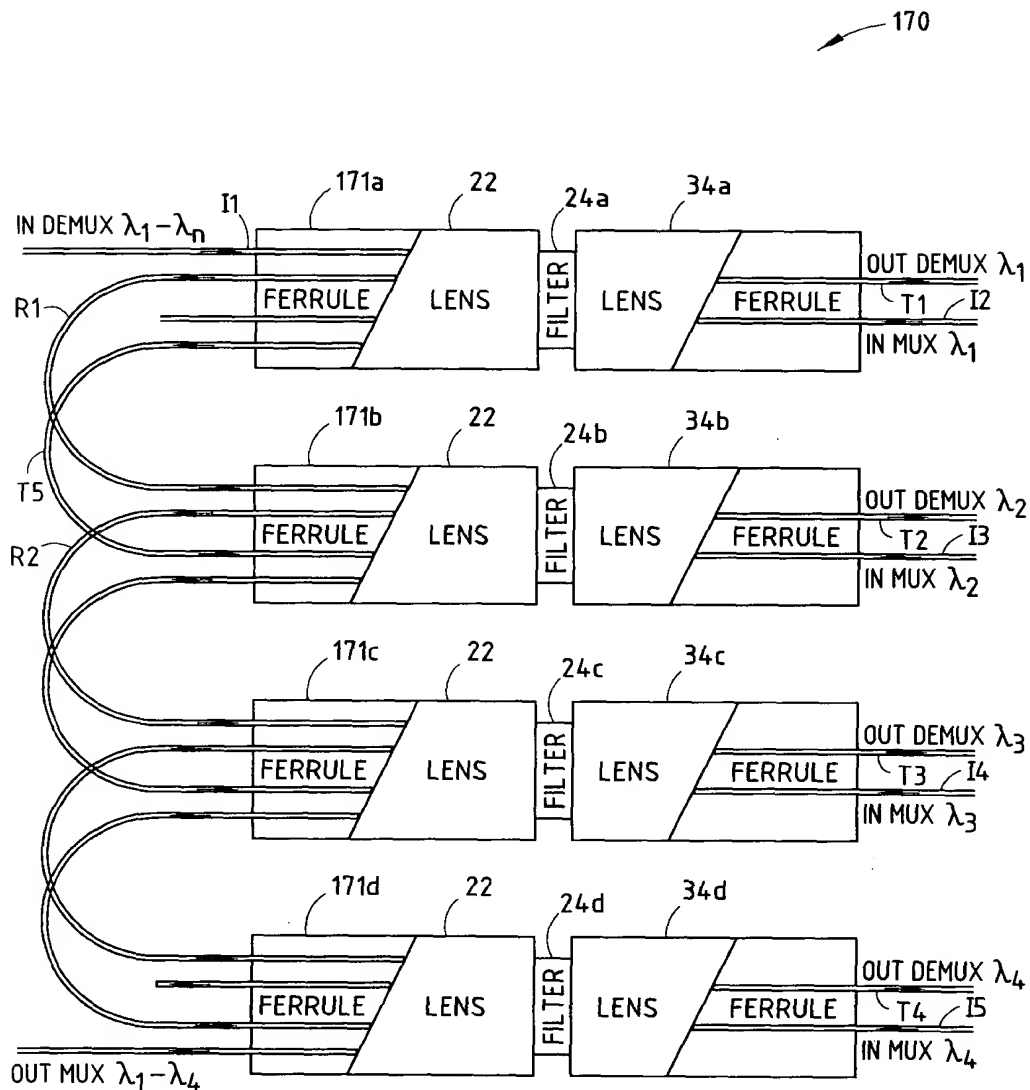 170
171a
22
24a
34a
I1
IN DEMUX λ1-λn
OUT DEMUX λ1
R1
FERRULE
LENS
FILTER
LENS
FERRULE
T1
I2
IN MUX λ1
171b
22
24b
34b
T5
OUT DEMUX λ2
FERRULE
LENS
FILTER
LENS
FERRULE
T2
I3
R2
IN MUX λ2
171c
22
24c
34c
OUT DEMUX λ3
FERRULE
LENS
FILTER
LENS
FERRULE
T3
I4
IN MUX λ3
171d
22
24d
34d
OUT DEMUX λ4
FERRULE
LENS
FILTER
LENS
FERRULE
T4
I5
IN MUX λ4
OUT MUX λ1-λ4